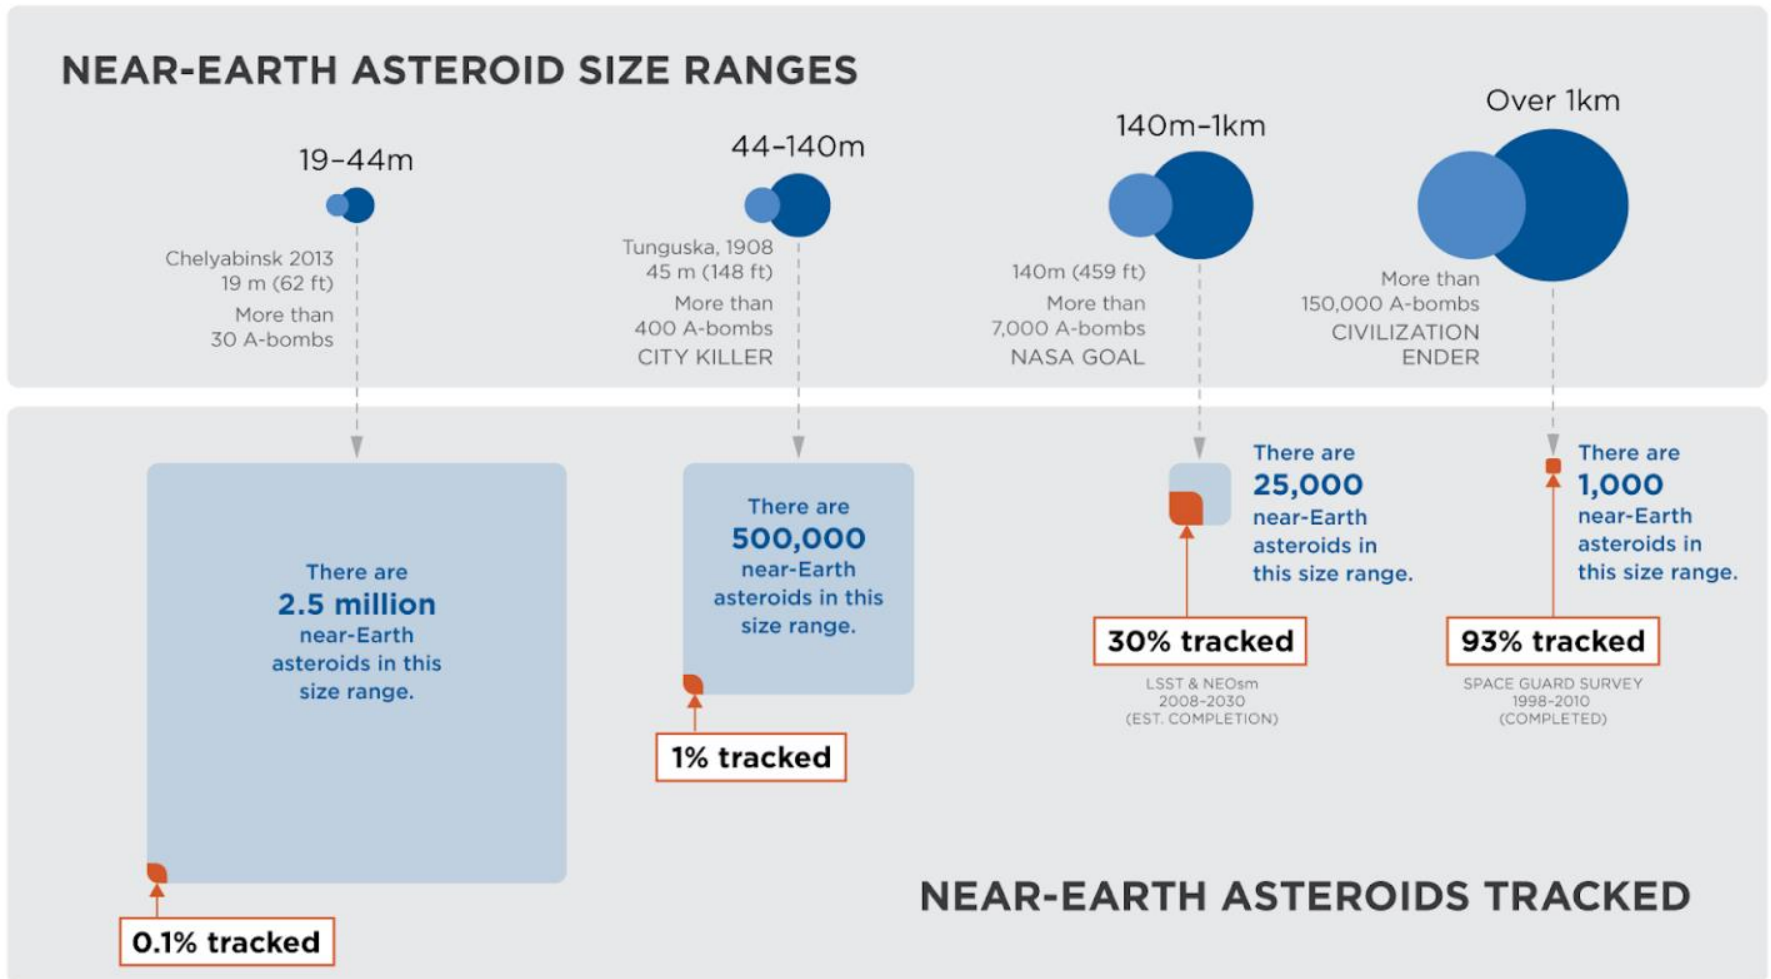 NEAR-EARTH ASTEROID SIZE RANGES
19–44m
Chelyabinsk 2013
19 m (62 ft)
More than
30 A-bombs
44–140m
Tunguska, 1908
45 m (148 ft)
More than
400 A-bombs
CITY KILLER
140m–1km
140m (459 ft)
More than
7,000 A-bombs
NASA GOAL
Over 1km
More than
150,000 A-bombs
CIVILIZATION
ENDER
There are
2.5 million
near-Earth
asteroids in this
size range.
0.1% tracked
There are
500,000
near-Earth
asteroids in this
size range.
1% tracked
There are
25,000
near-Earth
asteroids in
this size range.
30% tracked
LSST & NEOsm
2008–2030
(EST. COMPLETION)
There are
1,000
near-Earth
asteroids in
this size range.
93% tracked
SPACE GUARD SURVEY
1998–2010
(COMPLETED)
NEAR-EARTH ASTEROIDS TRACKED